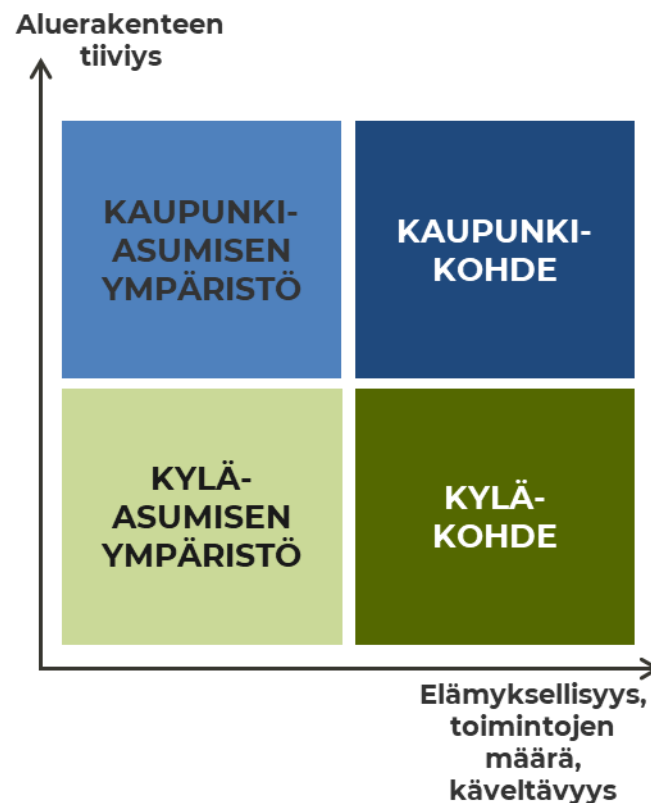 Aluerakenteen
tiiviys
KAUPUNKI-
ASUMISEN
YMPÄRISTÖ
KAUPUNKI-
KOHDE
KYLÄ-
ASUMISEN
YMPÄRISTÖ
KYLÄ-
KOHDE
Elämyksellisyys,
toimintojen
määrä,
käveltävyys